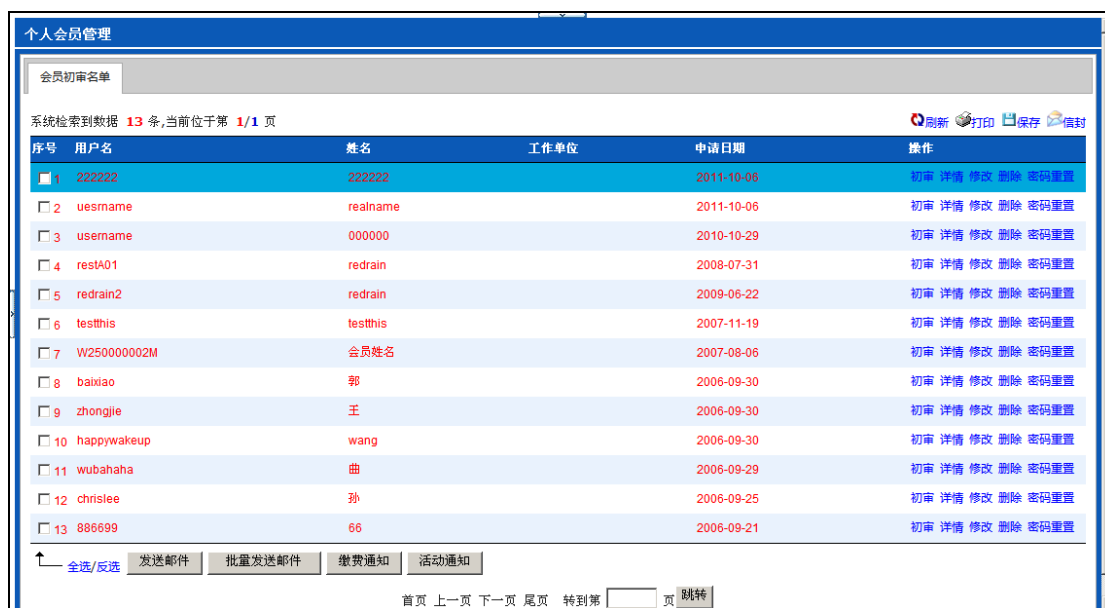 个人会员管理
会员初审名单
系统检索到数据 13 条,当前位于第 1/1 页 刷新 打印 保存 信封
序号 用户名 姓名 工作单位 申请日期 操作
1 222222 222222 2011-10-06 初审 详情 修改 删除 密码重置
2 uesrname realname 2011-10-06 初审 详情 修改 删除 密码重置
3 username 000000 2010-10-29 初审 详情 修改 删除 密码重置
4 restA01 redrain 2008-07-31 初审 详情 修改 删除 密码重置
5 redrain2 redrain 2009-06-22 初审 详情 修改 删除 密码重置
6 testthis testthis 2007-11-19 初审 详情 修改 删除 密码重置
7 W250000002M 会员姓名 2007-08-06 初审 详情 修改 删除 密码重置
8 baixiao 郭 2006-09-30 初审 详情 修改 删除 密码重置
9 zhongjie 王 2006-09-30 初审 详情 修改 删除 密码重置
10 happywakeup wang 2006-09-30 初审 详情 修改 删除 密码重置
11 wubahaha 曲 2006-09-29 初审 详情 修改 删除 密码重置
12 chrislee 孙 2006-09-25 初审 详情 修改 删除 密码重置
13 886699 66 2006-09-21 初审 详情 修改 删除 密码重置
全选/反选 发送邮件 批量发送邮件 缴费通知 活动通知
首页 上一页 下一页 尾页 转到第 页 跳转